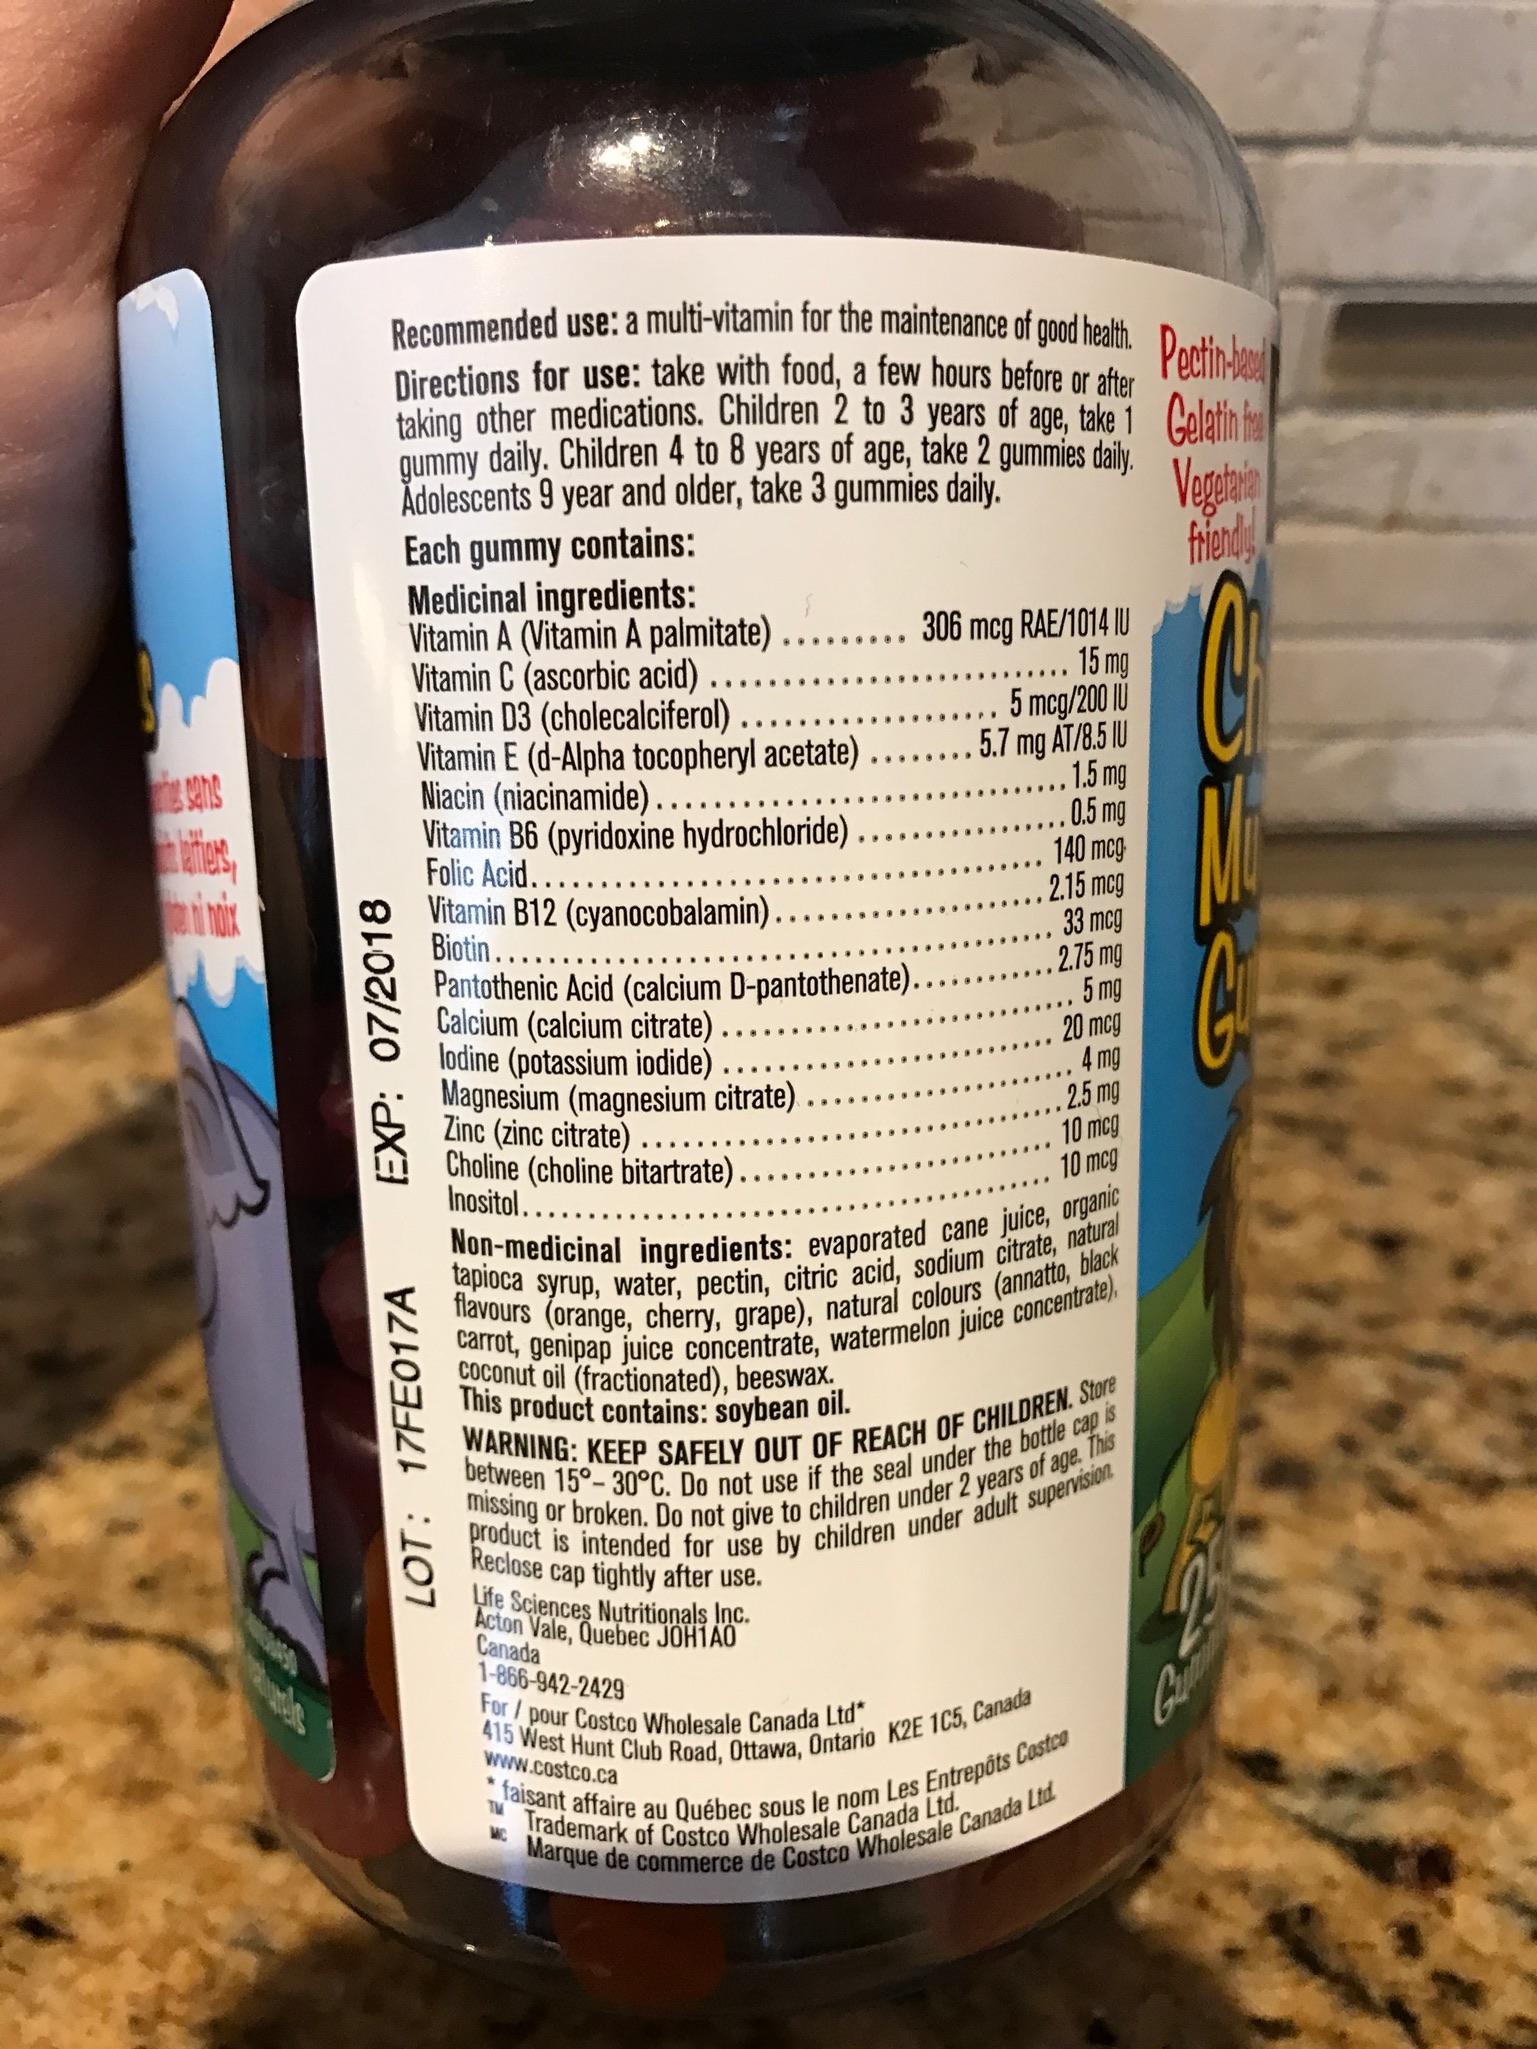 Recommended use: a multi-vitamin for the maintenance of good health.
Directions for use: take with food, a few hours before or after
taking other medications. Children 2 to 3 years of age, take 1
gummy daily. Children 4 to 8 years of age, take 2 gummies daily.
Adolescents 9 year and older, take 3 gummies daily.
Each gummy contains:
Medicinal ingredients:
Vitamin A (Vitamin A palmitate) ......... 306 mcg RAE/1014 IU
Vitamin C (ascorbic acid) ............................ 15 mg
Vitamin D3 (cholecalciferol) .................... 5 mcg/200 IU
Vitamin E (d-Alpha tocopheryl acetate) ........ 5.7 mg AT/8.5 IU
Niacin (niacinamide) ................................ 1.5 mg
Vitamin B6 (pyridoxine hydrochloride) ................ 0.5 mg
Folic Acid ........................................ 140 mcg
Vitamin B12 (cyanocobalamin) ..................... 2.15 mcg
Biotin ........................................... 33 mcg
Pantothenic Acid (calcium D-pantothenate) ........... 2.75 mg
Calcium (calcium citrate) ........................... 5 mg
Iodine (potassium iodide) .......................... 20 mcg
Magnesium (magnesium citrate) ....................... 4 mg
Zinc (zinc citrate) ................................ 2.5 mg
Choline (choline bitartrate) ....................... 10 mcg
Inositol ......................................... 10 mcg
Non-medicinal ingredients: evaporated cane juice, organic
tapioca syrup, water, pectin, citric acid, sodium citrate, natural
flavours (orange, cherry, grape), natural colours (annatto, black
carrot, genipap juice concentrate, watermelon juice concentrate),
coconut oil (fractionated), beeswax.
This product contains: soybean oil.
WARNING: KEEP SAFELY OUT OF REACH OF CHILDREN. Store
between 15°– 30°C. Do not use if the seal under the bottle cap is
missing or broken. Do not give to children under 2 years of age. This
product is intended for use by children under adult supervision.
Reclose cap tightly after use.
Life Sciences Nutritionals Inc.
Acton Vale, Quebec J0H1A0
Canada
1-866-942-2429
For / pour Costco Wholesale Canada Ltd*
415 West Hunt Club Road, Ottawa, Ontario K2E 1C5, Canada
www.costco.ca
* faisant affaire au Québec sous le nom Les Entrepôts Costco
TM Trademark of Costco Wholesale Canada Ltd.
MC Marque de commerce de Costco Wholesale Canada Ltd.
LOT: 17FE017A EXP: 07/2018
Pectin-based
Gelatin free
Vegetarian
friendly!
sans
laitiers,
ni noix